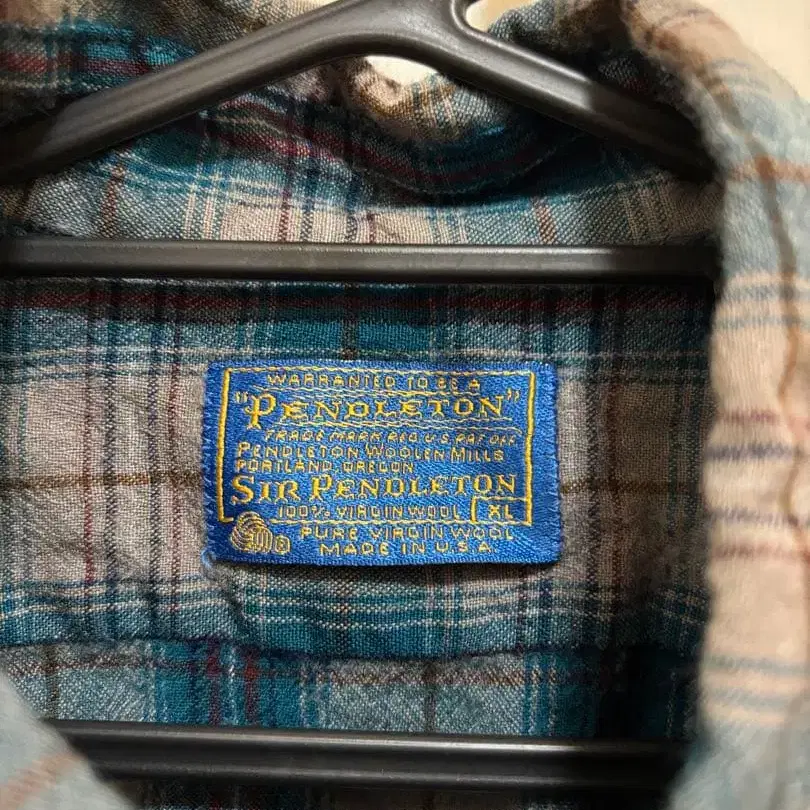 WARRANTED TO BE A
"PENDLETON"
TRADE MARK REG U.S. PAT OFF.
PENDLETON WOOLEN MILLS
PORTLAND, OREGON
SIR PENDLETON
100% VIRGIN WOOL XL
® PURE VIRGIN WOOL
MADE IN U.S.A.